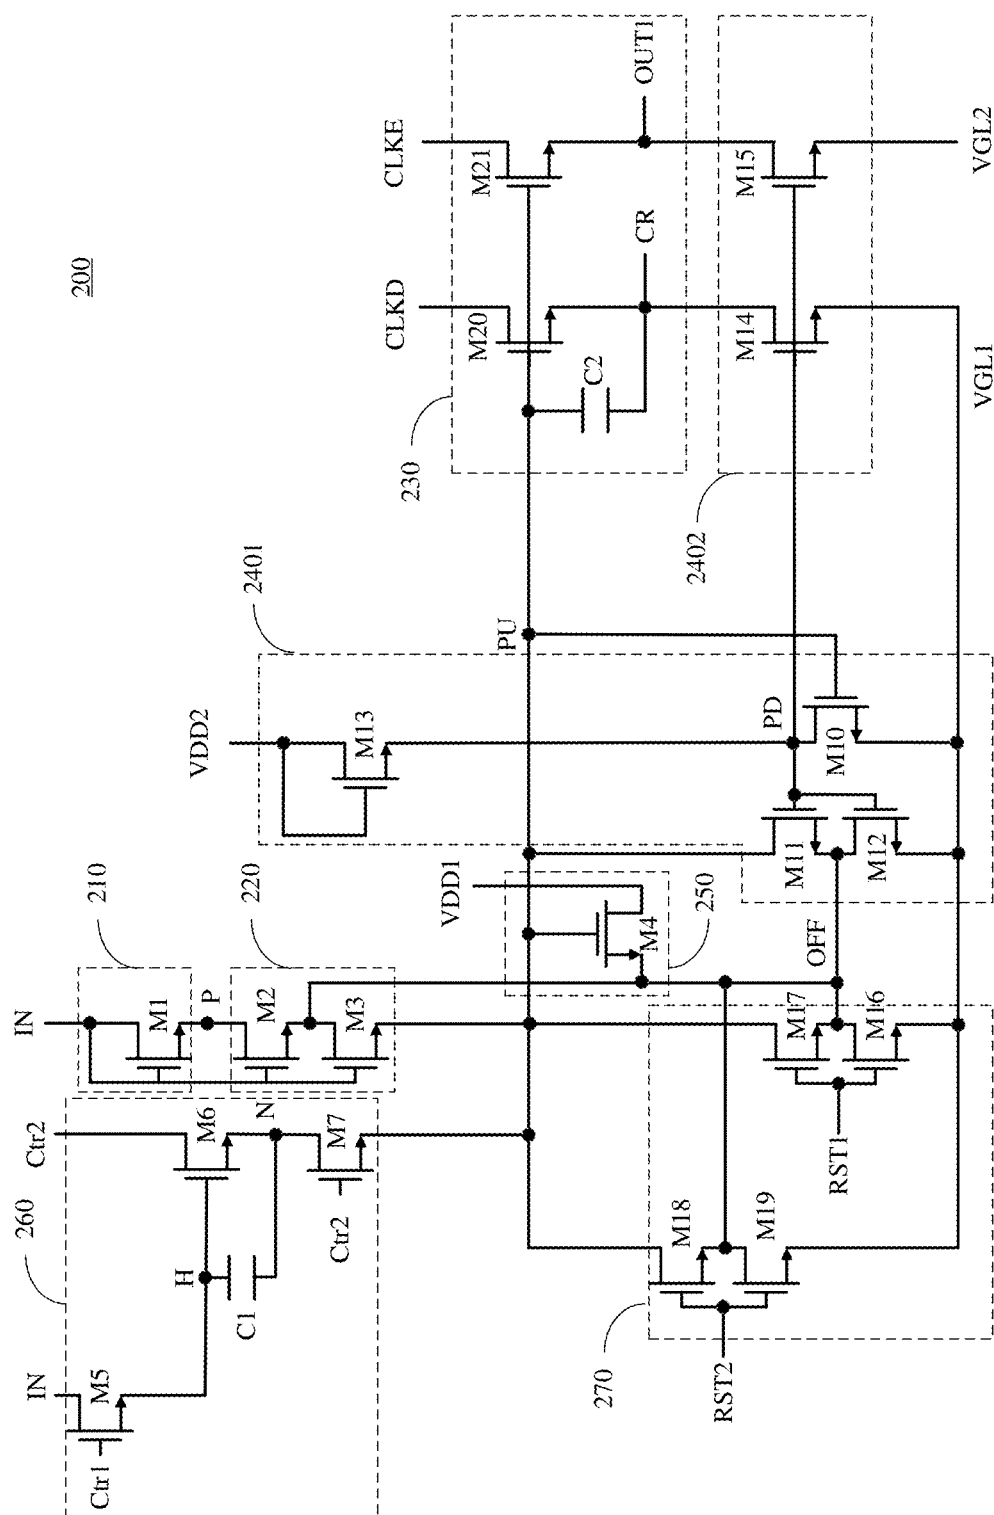 200
IN
Ctr1
M5
260
H
C1
Ctr2
M6
N
M7
Ctr2
IN
210
M1
P
220
M2
M3
VDD1
M4
250
VDD2
M13
2401
PU
PD
M10
M11
M12
OFF
M17
M16
RST1
M18
M19
RST2
270
230
CLKD
M20
C2
CR
CLKE
M21
OUT1
2402
M14
M15
VGL1
VGL2